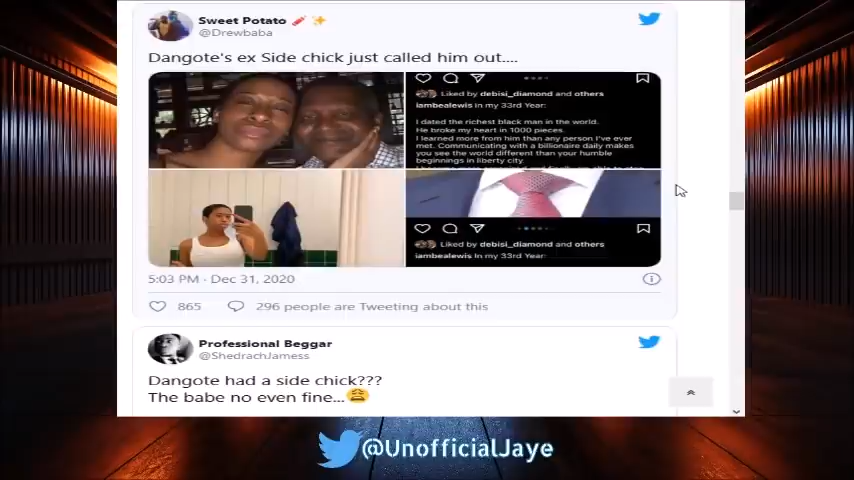 Sweet Potato
@Drewbaba
Dangote's ex Side chick just called him out....
Liked by debisi_diamond and others
iambealewis In my 33rd Year:
I dated the richest black man in the world.
He broke my heart in 1000 pieces.
I learned more from him than any person I've ever
met. Communicating with a billionaire daily makes
you see the world different than your humble
beginnings in liberty city.
Liked by debisi_diamond and others
iambealewis In my 33rd Year:
5:03 PM · Dec 31, 2020
865
296 people are Tweeting about this
Professional Beggar
@ShedrachJamess
Dangote had a side chick???
The babe no even fine...
@UnofficialJaye